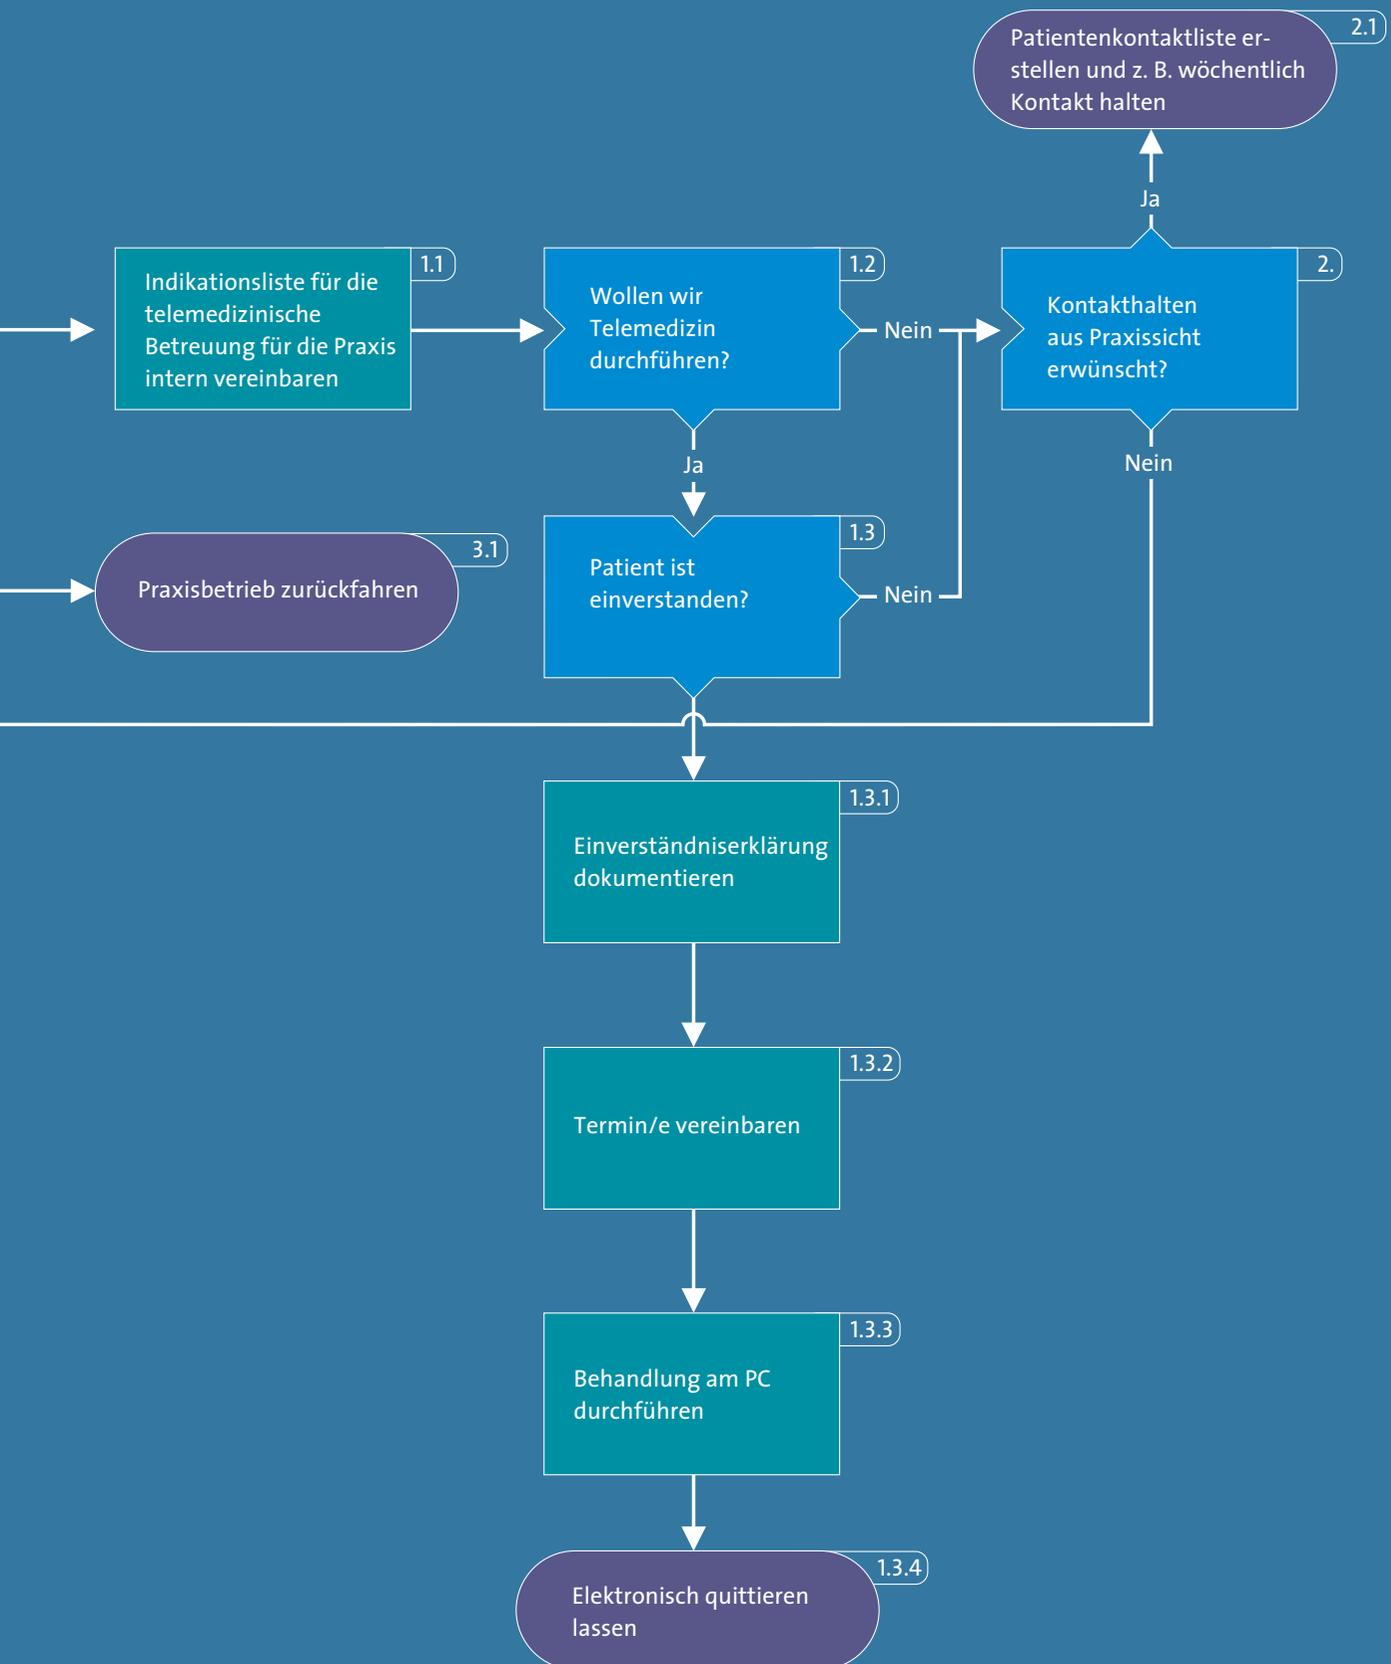 2.1
Patientenkontaktliste er-
stellen und z. B. wöchentlich
Kontakt halten
Ja
1.1
Indikationsliste für die
telemedizinische
Betreuung für die Praxis
intern vereinbaren
1.2
Wollen wir
Telemedizin
durchführen?
Nein
2.
Kontakthalten
aus Praxissicht
erwünscht?
Ja
Nein
3.1
Praxisbetrieb zurückfahren
1.3
Patient ist
einverstanden?
Nein
1.3.1
Einverständniserklärung
dokumentieren
1.3.2
Termin/e vereinbaren
1.3.3
Behandlung am PC
durchführen
1.3.4
Elektronisch quittieren
lassen